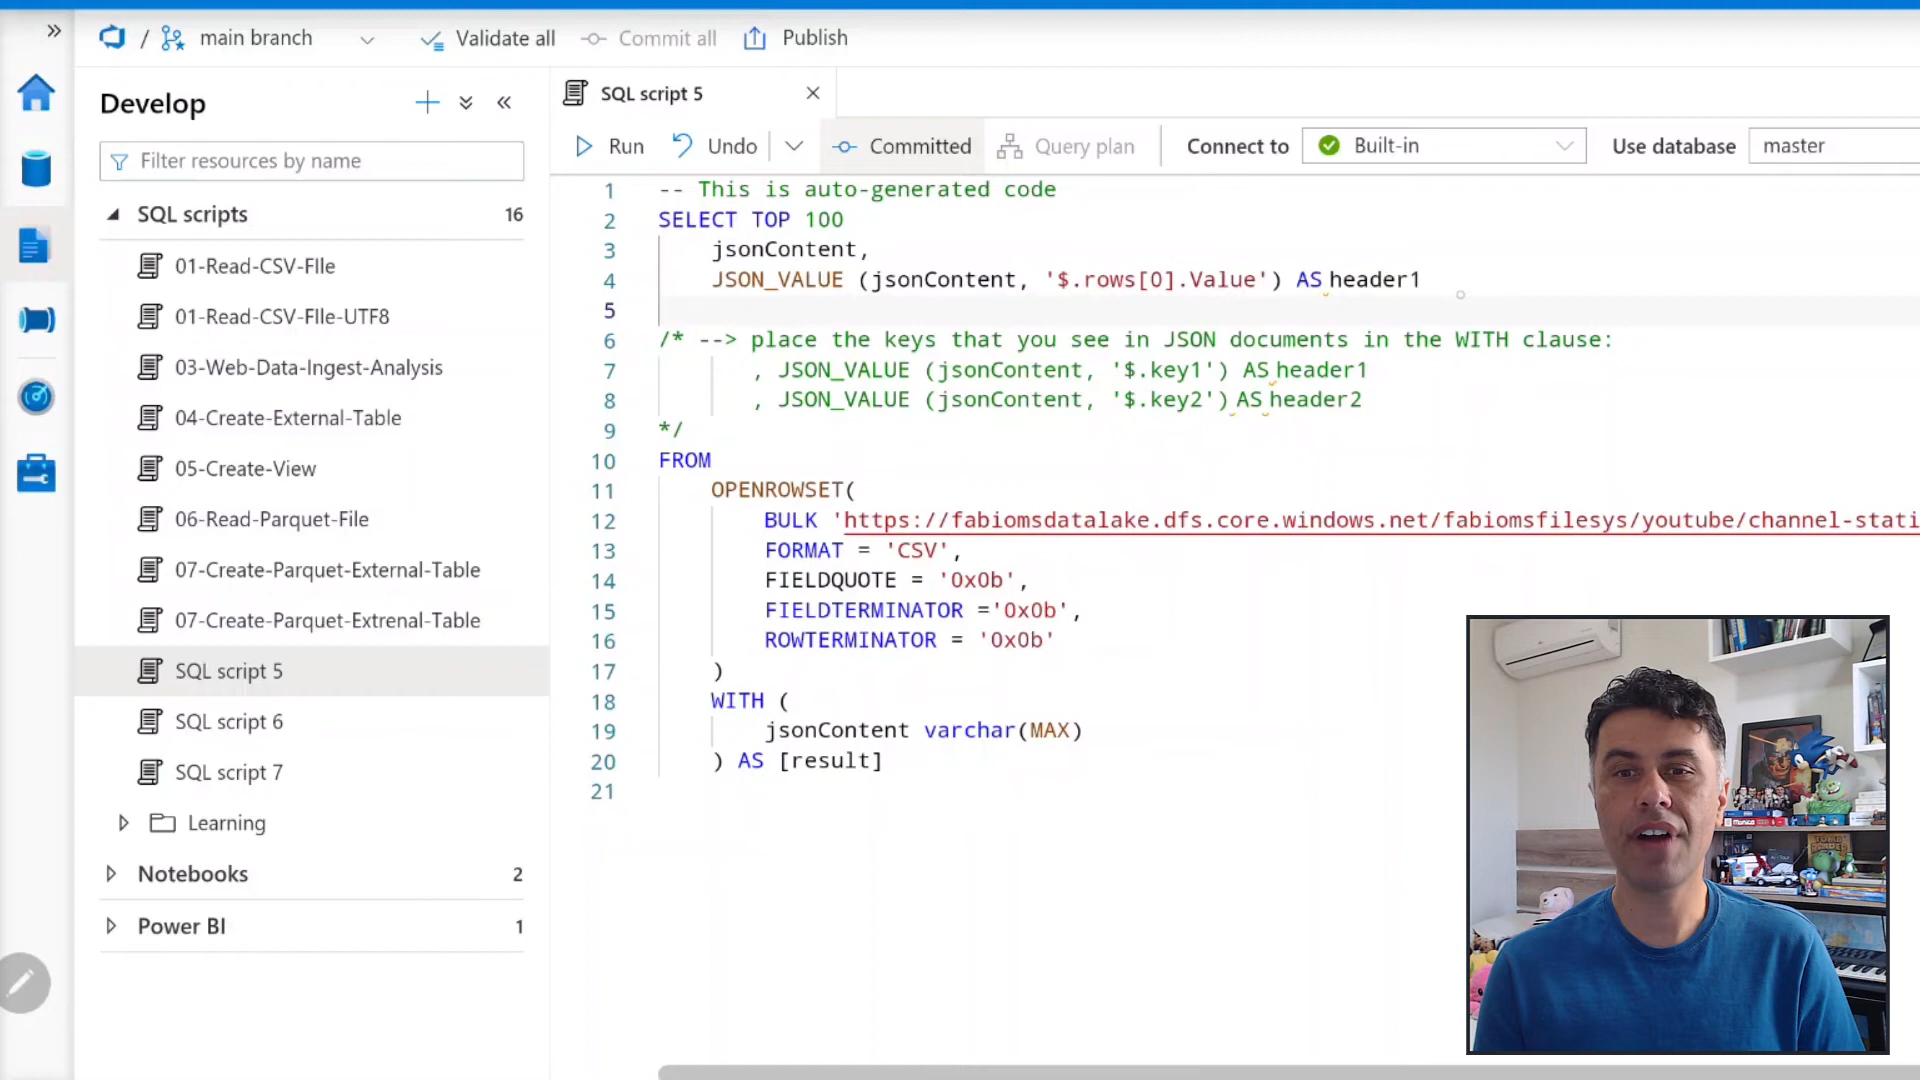 / main branch Validate all Commit all Publish
Develop
Filter resources by name
SQL scripts 16
01-Read-CSV-FIle
01-Read-CSV-FIle-UTF8
03-Web-Data-Ingest-Analysis
04-Create-External-Table
05-Create-View
06-Read-Parquet-File
07-Create-Parquet-External-Table
07-Create-Parquet-Extrenal-Table
SQL script 5
SQL script 6
SQL script 7
Learning
Notebooks 2
Power BI 1
SQL script 5
Run Undo Committed Query plan Connect to Built-in Use database master
1 -- This is auto-generated code
2 SELECT TOP 100
3 jsonContent,
4 JSON_VALUE (jsonContent, '$.rows[0].Value') AS header1
5
6 /* --> place the keys that you see in JSON documents in the WITH clause:
7 , JSON_VALUE (jsonContent, '$.key1') AS header1
8 , JSON_VALUE (jsonContent, '$.key2') AS header2
9 */
10 FROM
11 OPENROWSET(
12 BULK 'https://fabiomsdatalake.dfs.core.windows.net/fabiomsfilesys/youtube/channel-stati
13 FORMAT = 'CSV',
14 FIELDQUOTE = '0x0b',
15 FIELDTERMINATOR ='0x0b',
16 ROWTERMINATOR = '0x0b'
17 )
18 WITH (
19 jsonContent varchar(MAX)
20 ) AS [result]
21